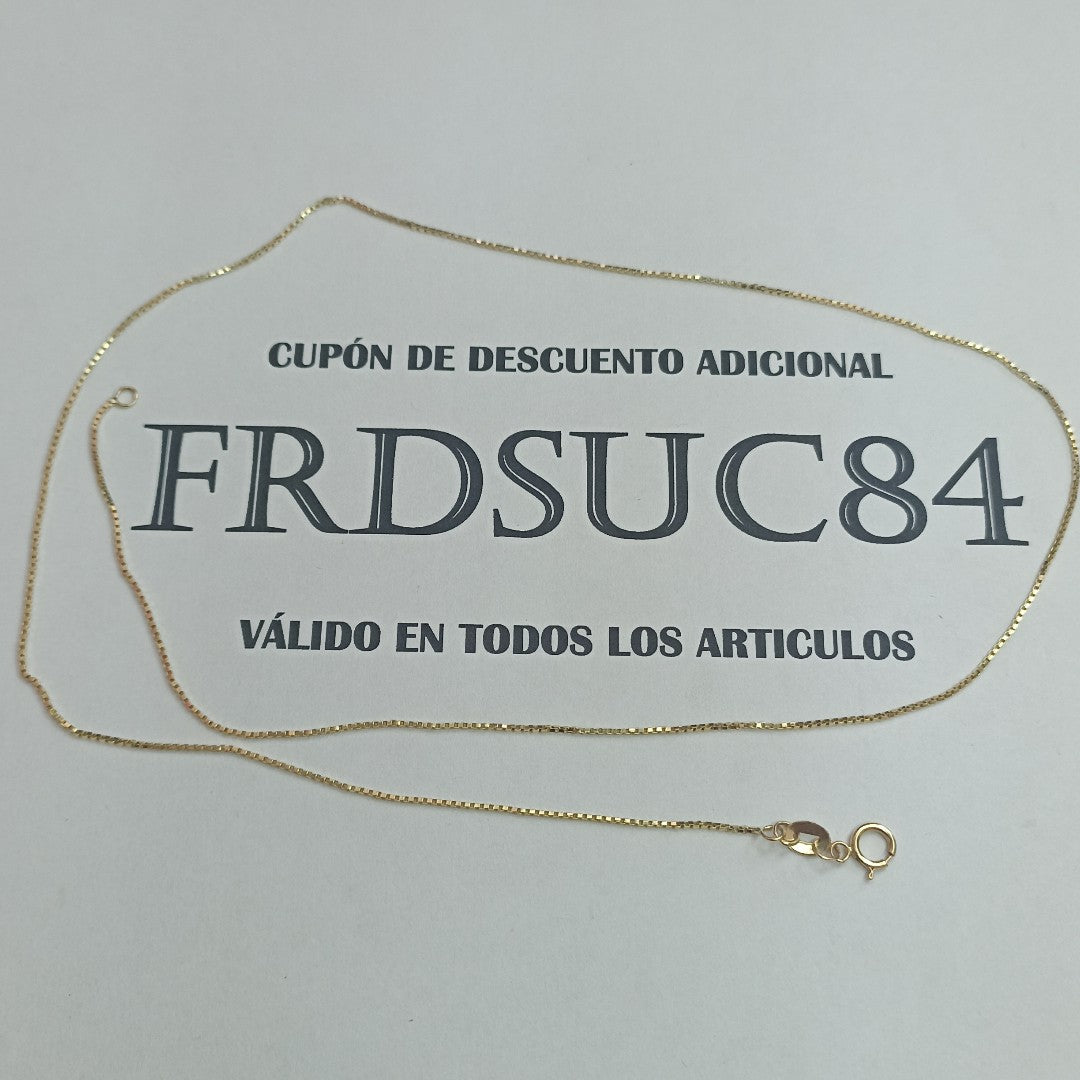 CUPÓN DE DESCUENTO ADICIONAL
FRDSUC84
VÁLIDO EN TODOS LOS ARTICULOS